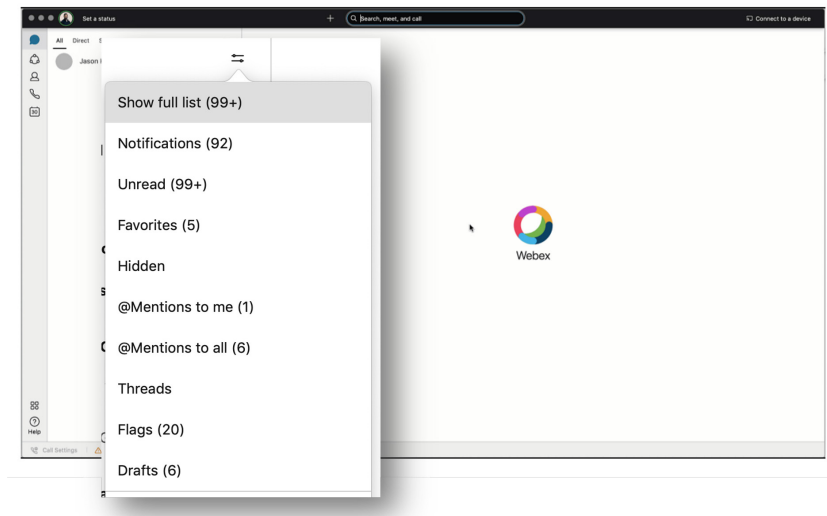 Set a status
Search, meet, and call
Connect to a device
All Direct
Jason
30
Show full list (99+)
Notifications (92)
Unread (99+)
Favorites (5)
Hidden
@Mentions to me (1)
@Mentions to all (6)
Threads
Flags (20)
Drafts (6)
Webex
Help
Call Settings